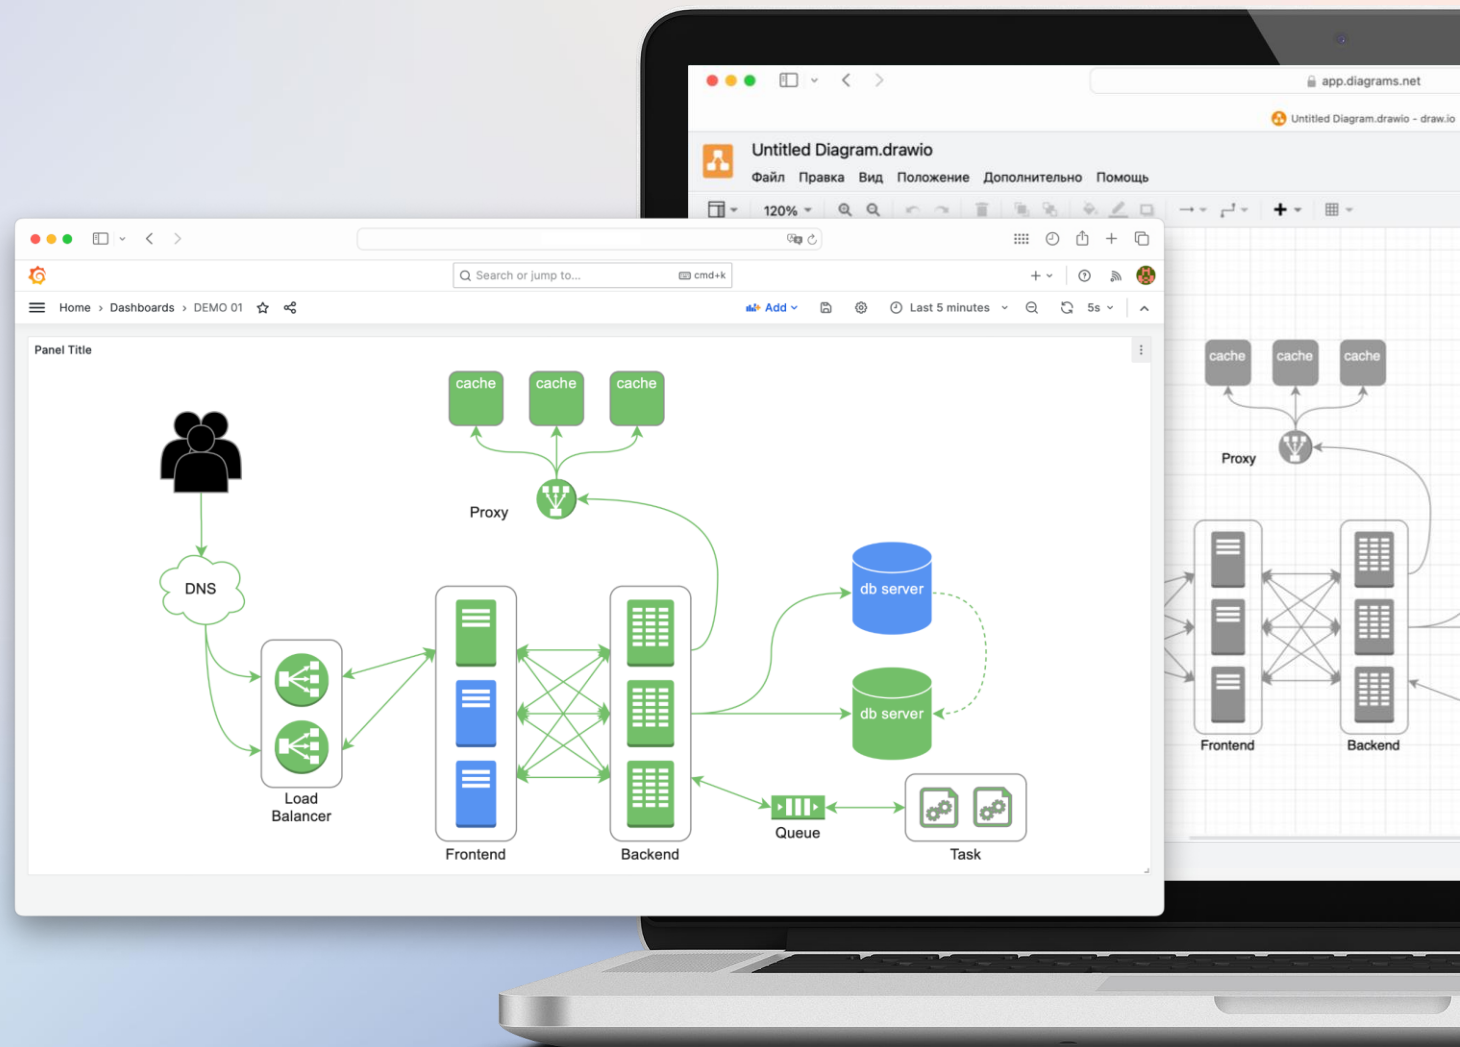 app.diagrams.net
Untitled Diagram.drawio - draw.io
Untitled Diagram.drawio
Файл Правка Вид Положение Дополнительно Помощь
120%
Search or jump to... cmd+k
Home › Dashboards › DEMO 01
Add
Last 5 minutes
5s
Panel Title
cache cache cache
Proxy
DNS
db server
db server
Load
Balancer
Queue
Frontend
Backend
Task
cache cache cache
Proxy
Frontend
Backend